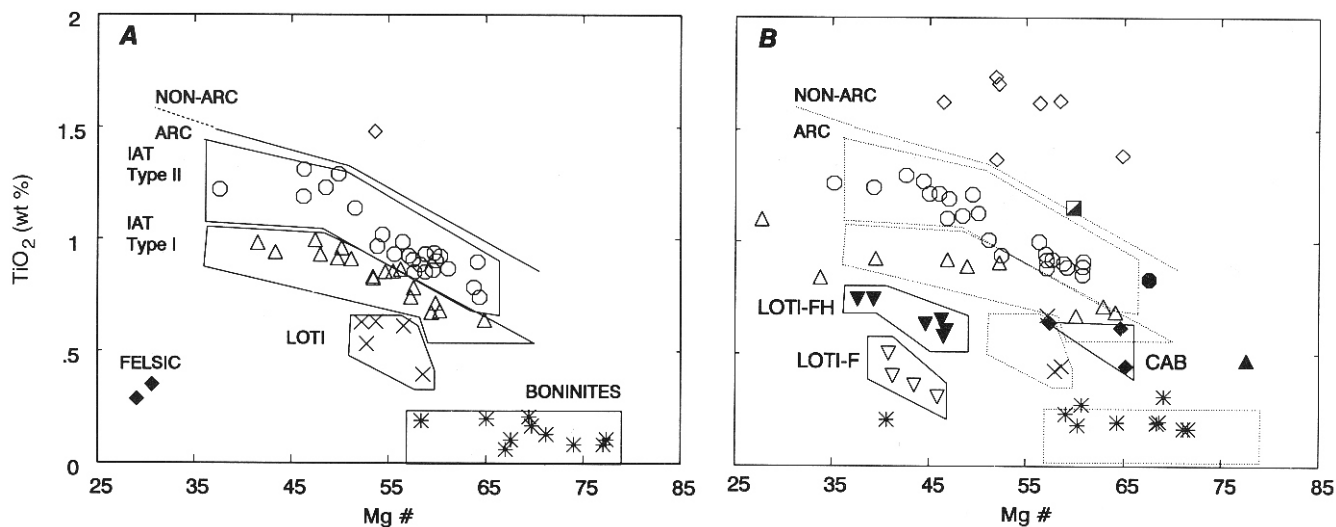 A
NON-ARC
ARC
IAT
Type II
IAT
Type I
LOTI
FELSIC
BONINITES
TiO2 (wt %)
2
1.5
1
.5
0
25
35
45
55
65
75
85
Mg #
B
NON-ARC
ARC
LOTI-FH
LOTI-F
CAB
25
35
45
55
65
75
85
Mg #